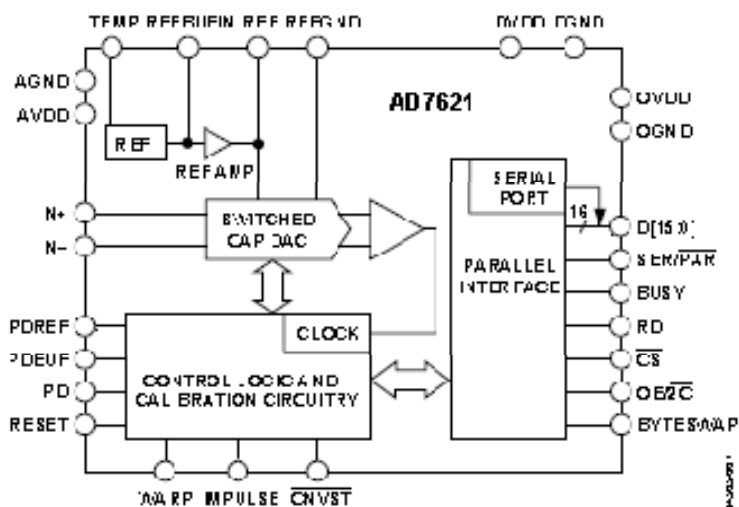 TEMP REFBUFIN REF REFGND
DVDD DGND
AGND
AVDD
AD7621
OVDD
OGND
REF
REF AMP
SERIAL
PORT
16
IN+
IN–
SWITCHED
CAP DAC
D[15:0]
SER/PAR
PARALLEL
INTERFACE
BUSY
PDREF
CLOCK
RD
PDBUF
CS
CONTROL LOGIC AND
CALIBRATION CIRCUITRY
PD
OB/2C
RESET
BYTESWAP
WARP IMPULSE CNVST